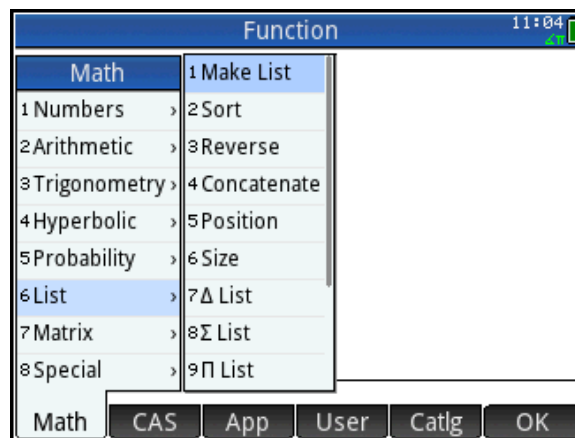 Function
11:04
∡π
Math
1 Numbers ›
2 Arithmetic ›
3 Trigonometry ›
4 Hyperbolic ›
5 Probability ›
6 List ›
7 Matrix ›
8 Special ›
1 Make List
2 Sort
3 Reverse
4 Concatenate
5 Position
6 Size
7 Δ List
8 Σ List
9 Π List
Math CAS App User Catlg OK